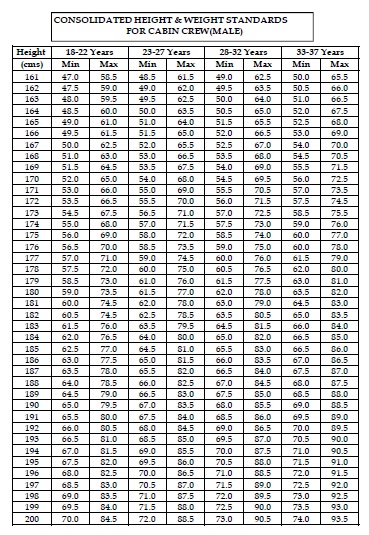 CONSOLIDATED HEIGHT & WEIGHT STANDARDS
FOR CABIN CREW(MALE)
Height 18-22 Years 23-27 Years 28-32 Years 33-37 Years
(cms) Min Max Min Max Min Max Min Max
161 47.0 58.5 48.5 61.5 49.0 62.5 50.0 65.5
162 47.5 59.0 49.0 62.0 49.5 63.5 50.5 66.0
163 48.0 59.5 49.5 62.5 50.0 64.0 51.0 66.5
164 48.5 60.0 50.0 63.5 50.5 65.0 52.0 67.5
165 49.0 61.0 51.0 64.0 51.5 65.5 52.5 68.0
166 49.5 61.5 51.5 65.0 52.0 66.5 53.0 69.0
167 50.0 62.5 52.0 65.5 52.5 67.0 54.0 70.0
168 51.0 63.0 53.0 66.5 53.5 68.0 54.5 70.5
169 51.5 64.5 53.5 67.5 54.0 69.0 55.5 71.5
170 52.0 65.0 54.0 68.0 54.5 69.5 56.0 72.5
171 53.0 66.0 55.0 69.0 55.5 70.5 57.0 73.5
172 53.5 66.5 55.5 70.0 56.0 71.5 57.5 74.5
173 54.5 67.5 56.5 71.0 57.0 72.5 58.5 75.5
174 55.0 68.0 57.0 71.5 57.5 73.0 59.0 76.0
175 56.0 69.0 58.0 72.0 58.5 74.0 60.0 77.0
176 56.5 70.0 58.5 73.5 59.0 75.0 60.0 78.0
177 57.0 71.0 59.0 74.5 60.0 76.0 61.5 79.0
178 57.5 72.0 60.0 75.0 60.5 76.5 62.0 80.0
179 58.5 73.0 61.0 76.0 61.5 77.5 63.0 81.0
180 59.0 73.5 61.5 77.0 62.0 78.0 63.5 82.0
181 60.0 74.5 62.0 78.0 63.0 79.0 64.5 83.0
182 60.5 74.5 62.5 78.5 63.5 80.5 65.0 83.5
183 61.5 76.0 63.5 79.5 64.5 81.5 66.0 84.0
184 62.0 76.5 64.0 80.0 65.0 82.0 66.5 85.0
185 62.5 77.0 64.5 81.0 65.5 83.0 66.5 86.0
186 63.0 77.5 65.0 81.5 66.0 83.5 67.0 86.5
187 63.5 78.0 65.5 82.0 66.5 84.0 67.5 87.0
188 64.0 78.5 66.0 82.5 67.0 84.5 68.0 87.5
189 64.5 79.0 66.5 83.0 67.5 85.0 68.5 88.0
190 65.0 79.5 67.0 83.5 68.0 85.5 69.0 88.5
191 65.5 80.0 67.5 84.0 68.5 86.0 69.5 89.0
192 66.0 80.5 68.0 84.5 69.0 86.5 70.0 89.5
193 66.5 81.0 68.5 85.0 69.5 87.0 70.5 90.0
194 67.0 81.5 69.0 85.5 70.0 87.5 71.0 90.5
195 67.5 82.0 69.5 86.0 70.5 88.0 71.5 91.0
196 68.0 82.5 70.0 86.5 71.0 88.5 72.0 91.5
197 68.5 83.0 70.5 87.0 71.5 89.0 72.5 92.0
198 69.0 83.5 71.0 87.5 72.0 89.5 73.0 92.5
199 69.5 84.0 71.5 88.0 72.5 90.0 73.5 93.0
200 70.0 84.5 72.0 88.5 73.0 90.5 74.0 93.5